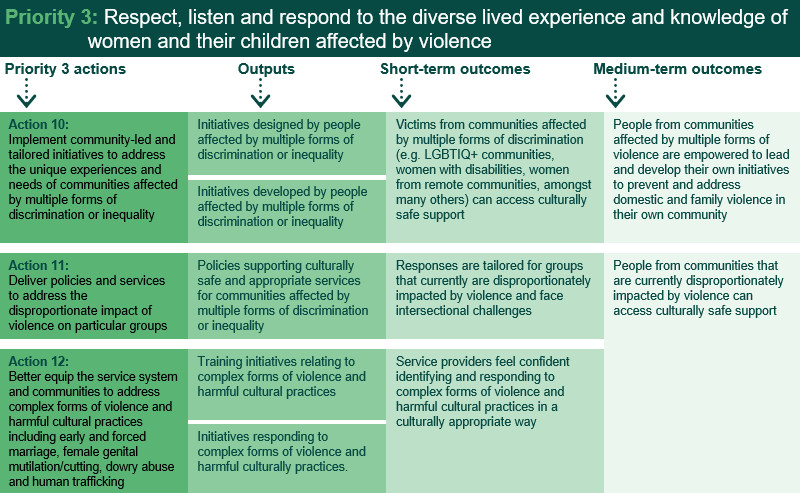 Priority 3: Respect, listen and respond to the diverse lived experience and knowledge of
women and their children affected by violence
Priority 3 actions
Outputs
Short-term outcomes
Medium-term outcomes
Action 10:
Implement community-led and
tailored initiatives to address
the unique experiences and
needs of communities affected
by multiple forms of
discrimination or inequality
Initiatives designed by people
affected by multiple forms of
discrimination or inequality
Initiatives developed by people
affected by multiple forms of
discrimination or inequality
Victims from communities affected
by multiple forms of discrimination
(e.g. LGBTIQ+ communities,
women with disabilities, women
from remote communities, amongst
many others) can access culturally
safe support
People from communities
affected by multiple forms of
violence are empowered to lead
and develop their own initiatives
to prevent and address
domestic and family violence in
their own community
Action 11:
Deliver policies and services
to address the
disproportionate impact of
violence on particular groups
Policies supporting culturally
safe and appropriate services
for communities affected by
multiple forms of discrimination
or inequality
Responses are tailored for groups
that currently are disproportionately
impacted by violence and face
intersectional challenges
People from communities that
are currently disproportionately
impacted by violence can
access culturally safe support
Action 12:
Better equip the service system
and communities to address
complex forms of violence and
harmful cultural practices
including early and forced
marriage, female genital
mutilation/cutting, dowry abuse
and human trafficking
Training initiatives relating to
complex forms of violence and
harmful cultural practices
Initiatives responding to
complex forms of violence and
harmful culturally practices.
Service providers feel confident
identifying and responding to
complex forms of violence and
harmful cultural practices in a
culturally appropriate way